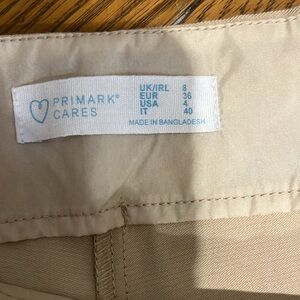 PRIMARK®
CARES
UK/IRL 8
EUR 36
USA 4
IT 40
MADE IN BANGLADESH